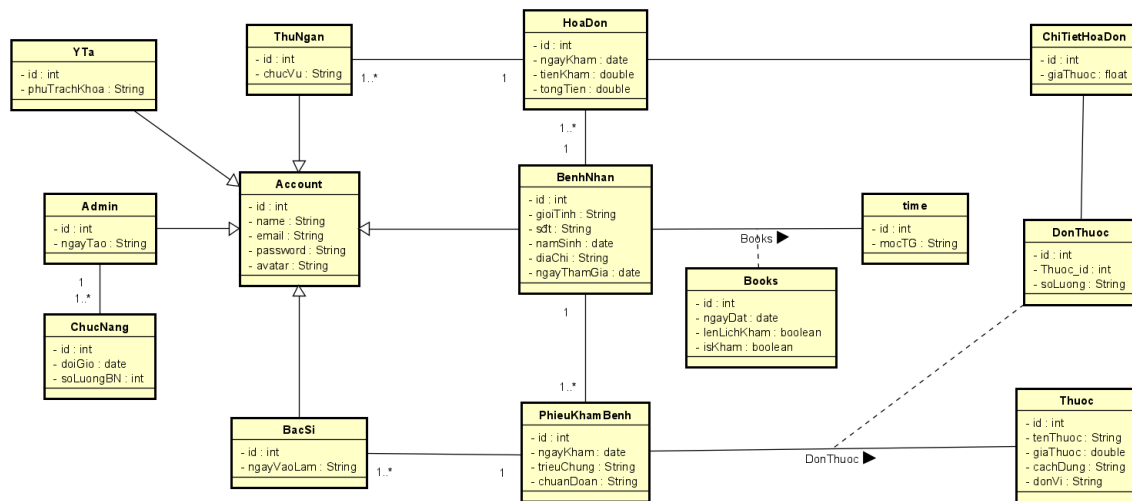 YTa
- id : int
- phuTrachKhoa : String
ThuNgan
- id : int
- chucVu : String
1..*
1
HoaDon
- id : int
- ngayKham : date
- tienKham : double
- tongTien : double
ChiTietHoaDon
- id : int
- giaThuoc : float
1..*
1
Admin
- id : int
- ngayTao : String
Account
- id : int
- name : String
- email : String
- password : String
- avatar : String
BenhNhan
- id : int
- gioiTinh : String
- sđt : String
- namSinh : date
- diaChi : String
- ngayThamGia : date
Books ▶
time
- id : int
- mocTG : String
DonThuoc
- id : int
- Thuoc_id : int
- soLuong : String
1
1..*
ChucNang
- id : int
- doiGio : date
- soLuongBN : int
Books
- id : int
- ngayDat : date
- lenLichKham : boolean
- isKham : boolean
1
1..*
BacSi
- id : int
- ngayVaoLam : String
1..*
1
PhieuKhamBenh
- id : int
- ngayKham : date
- trieuChung : String
- chuanDoan : String
DonThuoc ▶
Thuoc
- id : int
- tenThuoc : String
- giaThuoc : double
- cachDung : String
- donVi : String